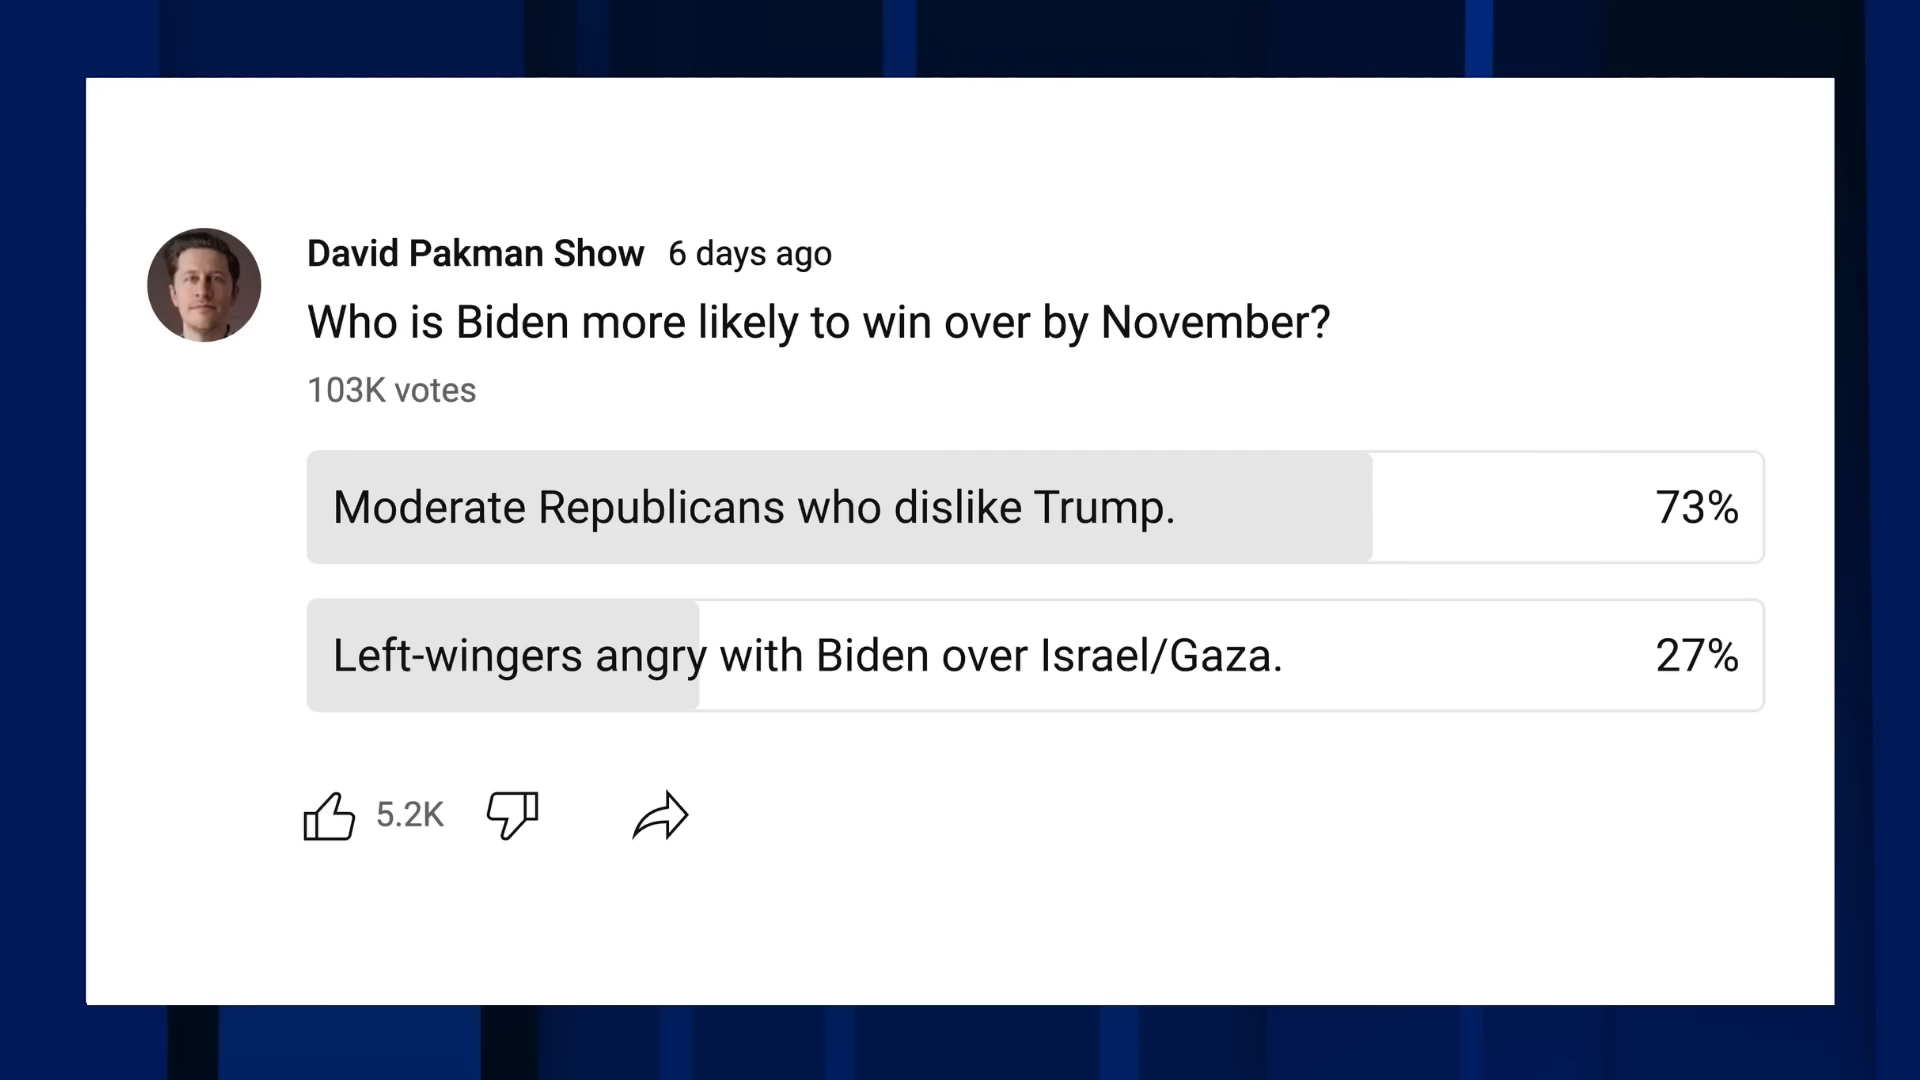 David Pakman Show 6 days ago
Who is Biden more likely to win over by November?
103K votes
Moderate Republicans who dislike Trump. 73%
Left-wingers angry with Biden over Israel/Gaza. 27%
5.2K